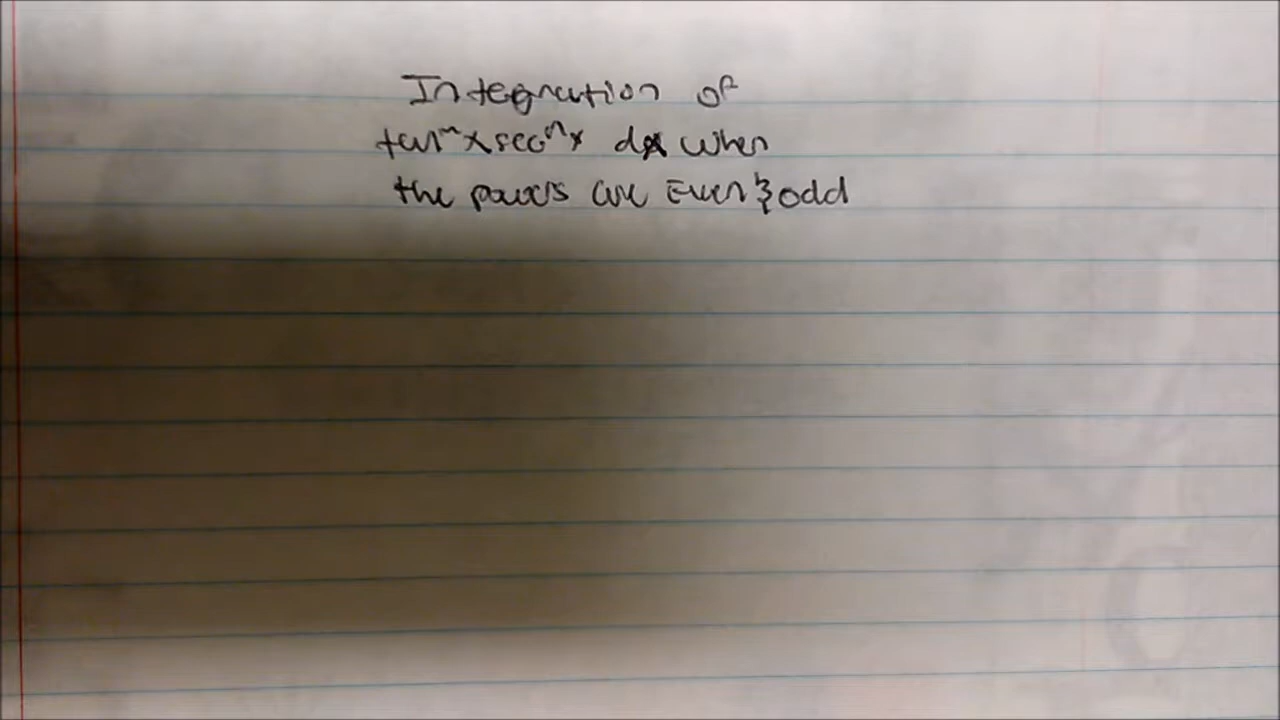 Integration of
tanᵐx secⁿx dx when
the powers are Even & odd